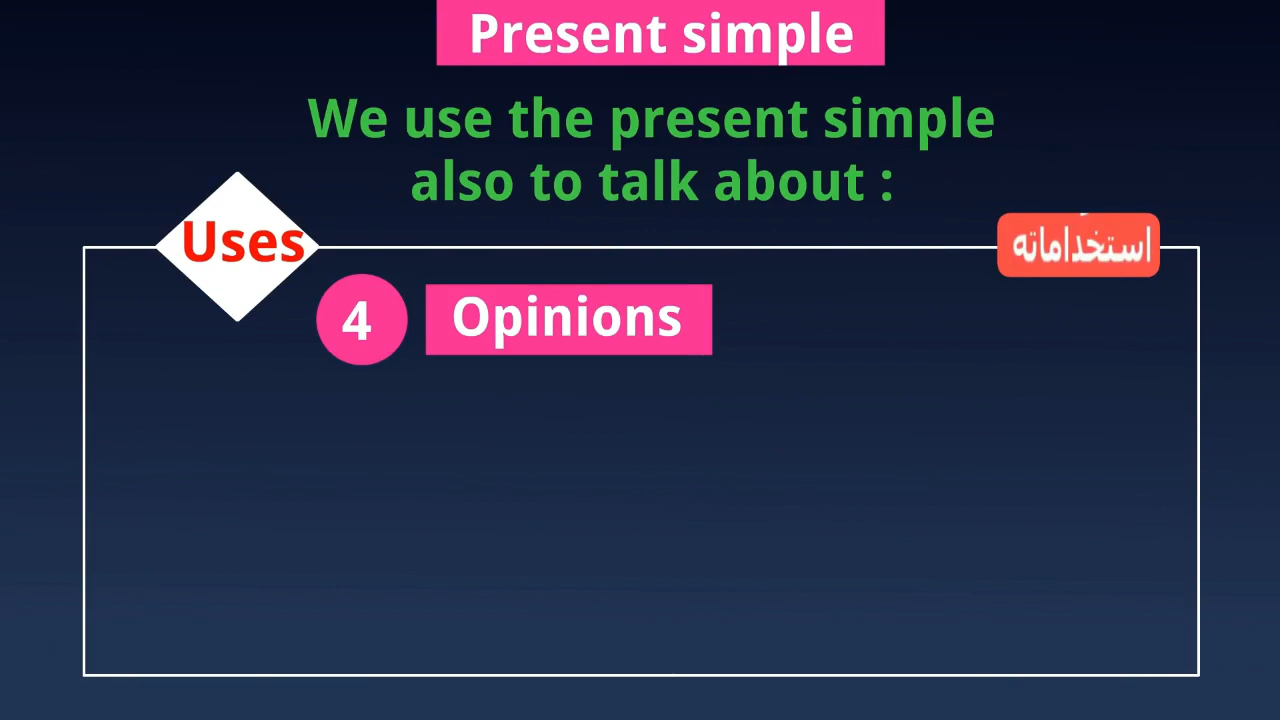 Present simple
We use the present simple
also to talk about :
Uses
استخداماته
4 Opinions